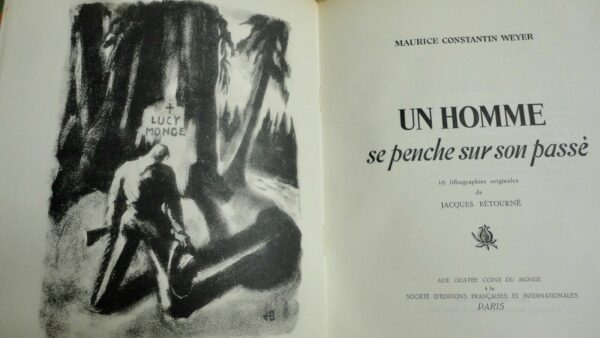 +
LUCY
MONGE
MAURICE CONSTANTIN WEYER
UN HOMME
se penche sur son passé
16 lithographies originales
de
JACQUES RÉTOURNÉ
AUX QUATRE COINS DU MONDE
à la
SOCIÉTÉ D'ÉDITIONS FRANÇAISES ET INTERNATIONALES
PARIS